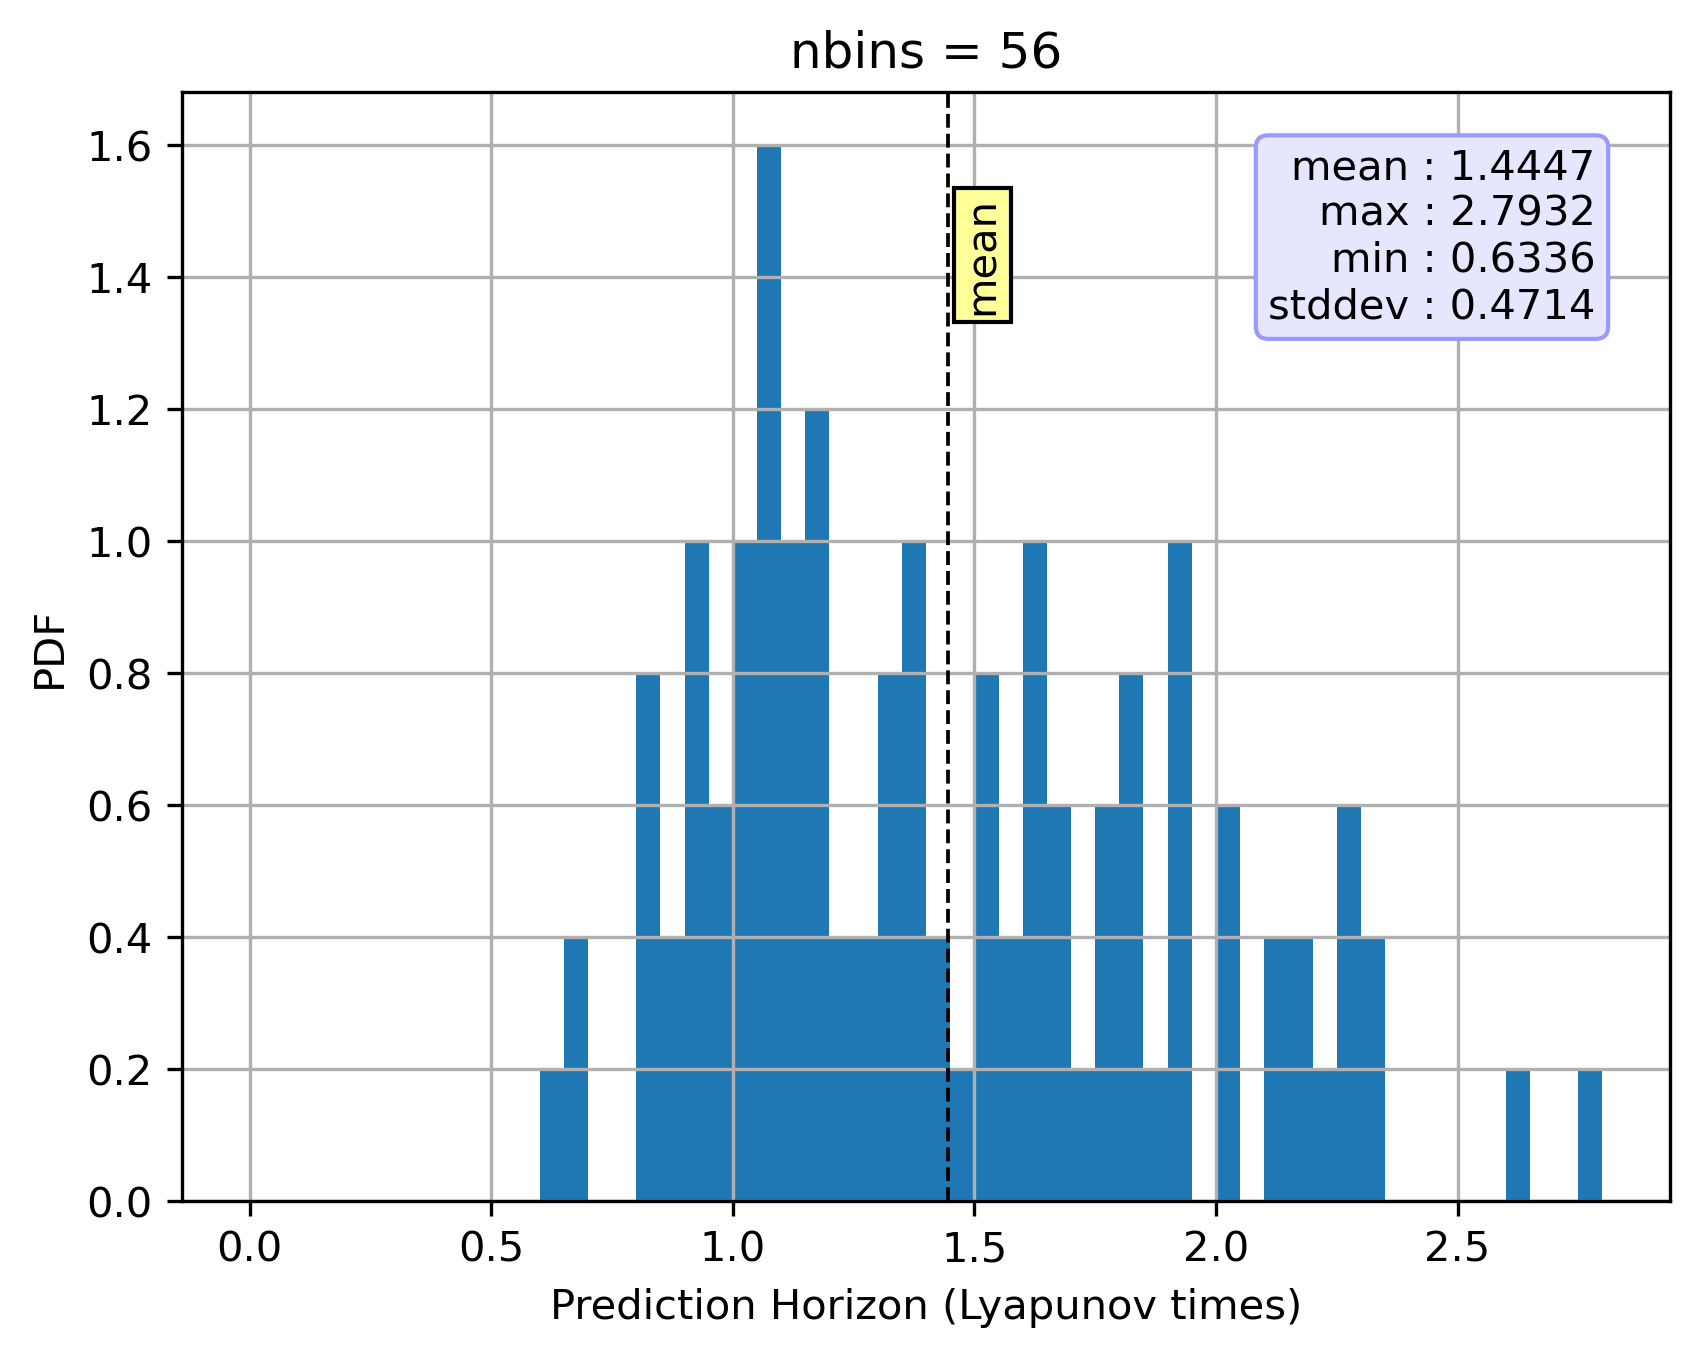 nbins = 56
mean : 1.4447
max : 2.7932
min : 0.6336
stddev : 0.4714
mean
PDF
1.6
1.4
1.2
1.0
0.8
0.6
0.4
0.2
0.0
0.0 0.5 1.0 1.5 2.0 2.5
Prediction Horizon (Lyapunov times)